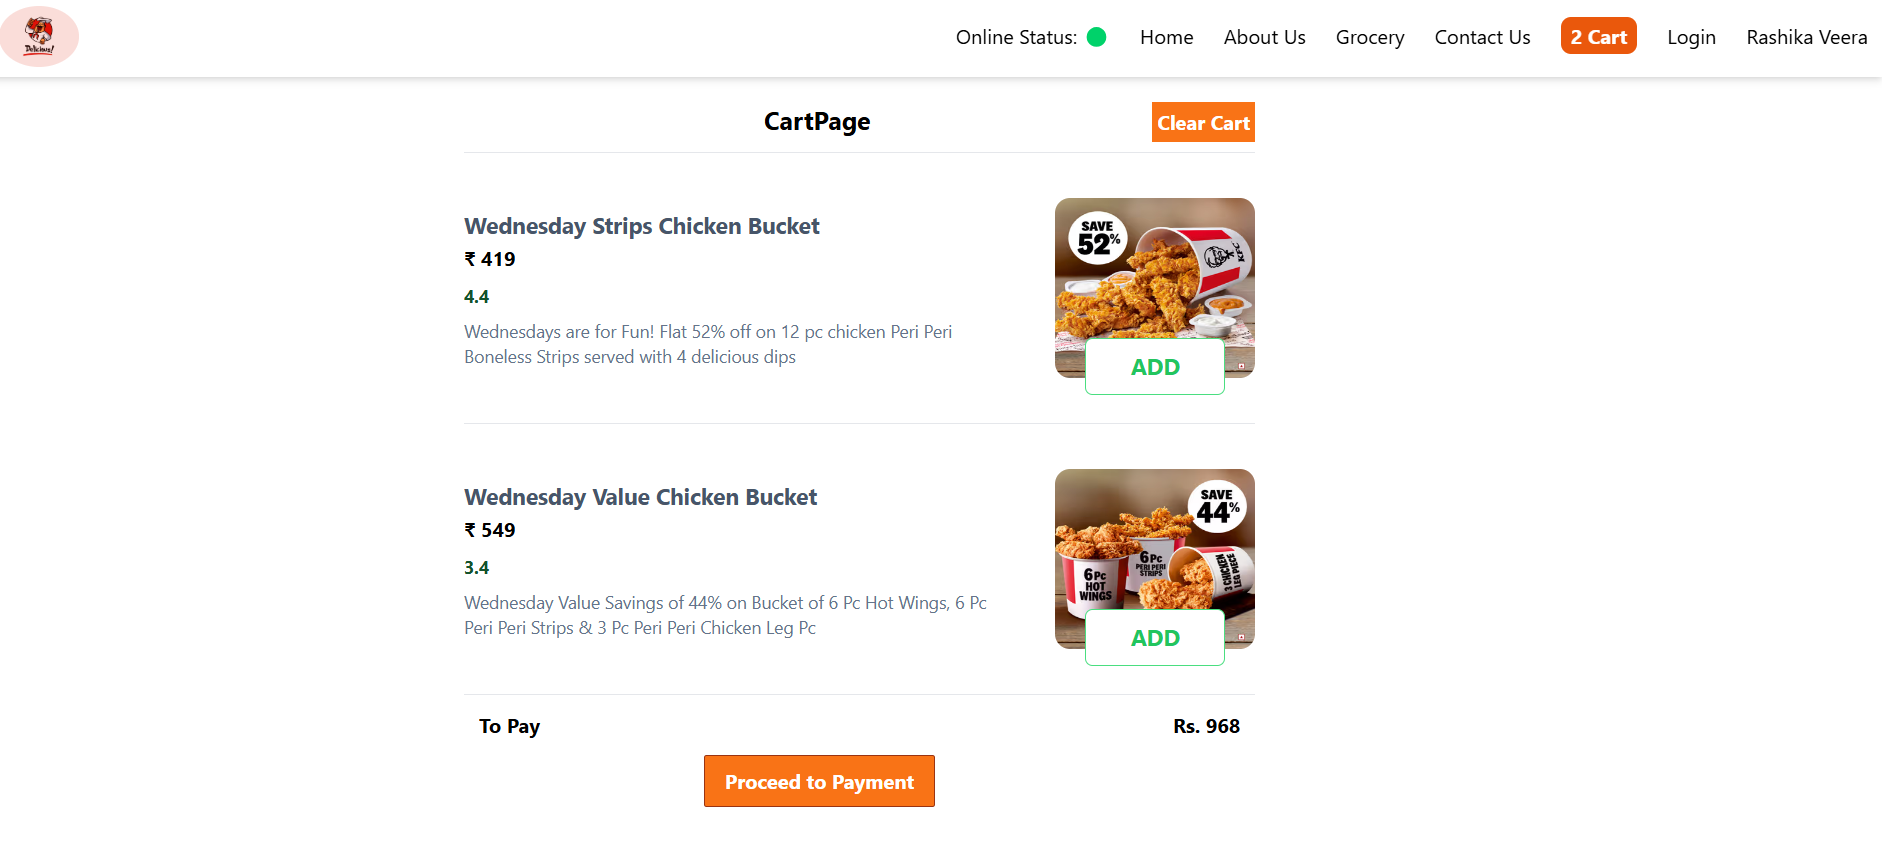 Delicious!
Online Status:
Home
About Us
Grocery
Contact Us
2 Cart
Login
Rashika Veera
CartPage
Clear Cart
Wednesday Strips Chicken Bucket
₹ 419
4.4
Wednesdays are for Fun! Flat 52% off on 12 pc chicken Peri Peri
Boneless Strips served with 4 delicious dips
SAVE
52%
KFC
ADD
Wednesday Value Chicken Bucket
₹ 549
3.4
Wednesday Value Savings of 44% on Bucket of 6 Pc Hot Wings, 6 Pc
Peri Peri Strips & 3 Pc Peri Peri Chicken Leg Pc
SAVE
44%
6 Pc
HOT
WINGS
6 Pc
PERI PERI
STRIPS
3 CHICKEN
LEG PIECE
ADD
To Pay
Rs. 968
Proceed to Payment